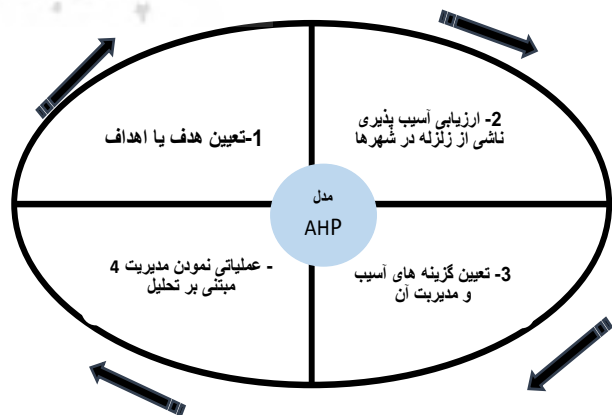 1-تعیین هدف یا اهداف
2- ارزیابی آسیب پذیری
ناشی از زلزله در شهرها
مدل
AHP
3- تعیین گزینه های آسیب
و مدیربت آن
- عملیاتی نمودن مدیریت 4
مبتنی بر تحلیل